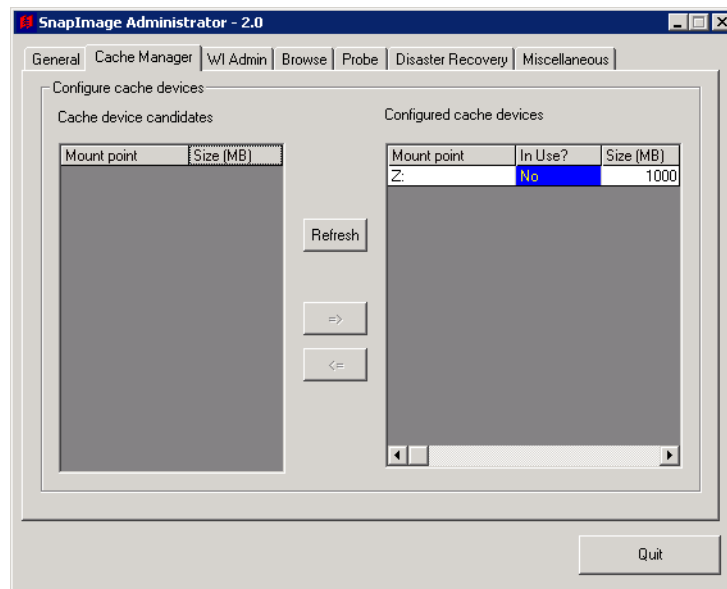 SnapImage Administrator - 2.0
General Cache Manager WI Admin Browse Probe Disaster Recovery Miscellaneous
Configure cache devices
Cache device candidates
Mount point Size (MB)
Refresh
=>
<=
Configured cache devices
Mount point In Use? Size (MB)
Z: No 1000
Quit